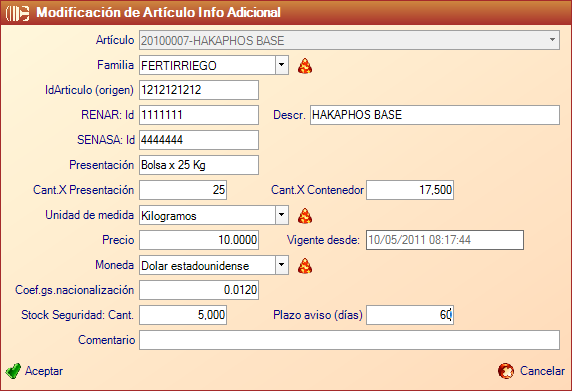 Modificación de Artículo Info Adicional
Artículo 20100007-HAKAPHOS BASE
Familia FERTIRRIEGO
IdArticulo (origen) 1212121212
RENAR: Id 1111111 Descr. HAKAPHOS BASE
SENASA: Id 4444444
Presentación Bolsa x 25 Kg
Cant.X Presentación 25 Cant.X Contenedor 17,500
Unidad de medida Kilogramos
Precio 10.0000 Vigente desde: 10/05/2011 08:17:44
Moneda Dolar estadounidense
Coef.gs.nacionalización 0.0120
Stock Seguridad: Cant. 5,000 Plazo aviso (días) 60
Comentario
Aceptar Cancelar